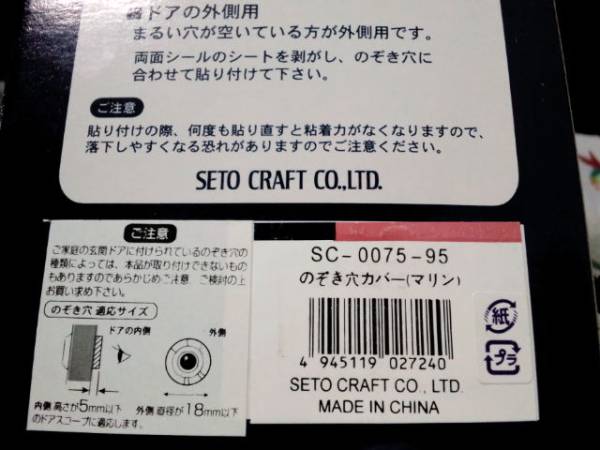 ドアの外側用
まるい穴が空いている方が外側用です。
両面シールのシートを剥がし、のぞき穴に
合わせて貼り付けて下さい。
ご注意
貼り付けの際、何度も貼り直すと粘着力がなくなりますので、
落下しやすくなる恐れがありますのでご注意ください。
SETO CRAFT CO.,LTD.
ご注意
ご家庭の玄関ドアに付けられているのぞき穴の
種類によっては、本品が取り付けできないもの
もありますのであらかじめご注意、ご検討の上
お買い求め下さい。
のぞき穴 適応サイズ
ドアの内側
外側
内側高さが5mm以下
外側直径が18mm以下
のドアスコープに適応します。
SC-0075-95
のぞき穴カバー(マリン)
4 945119 027240
SETO CRAFT CO., LTD.
MADE IN CHINA
紙
プラ